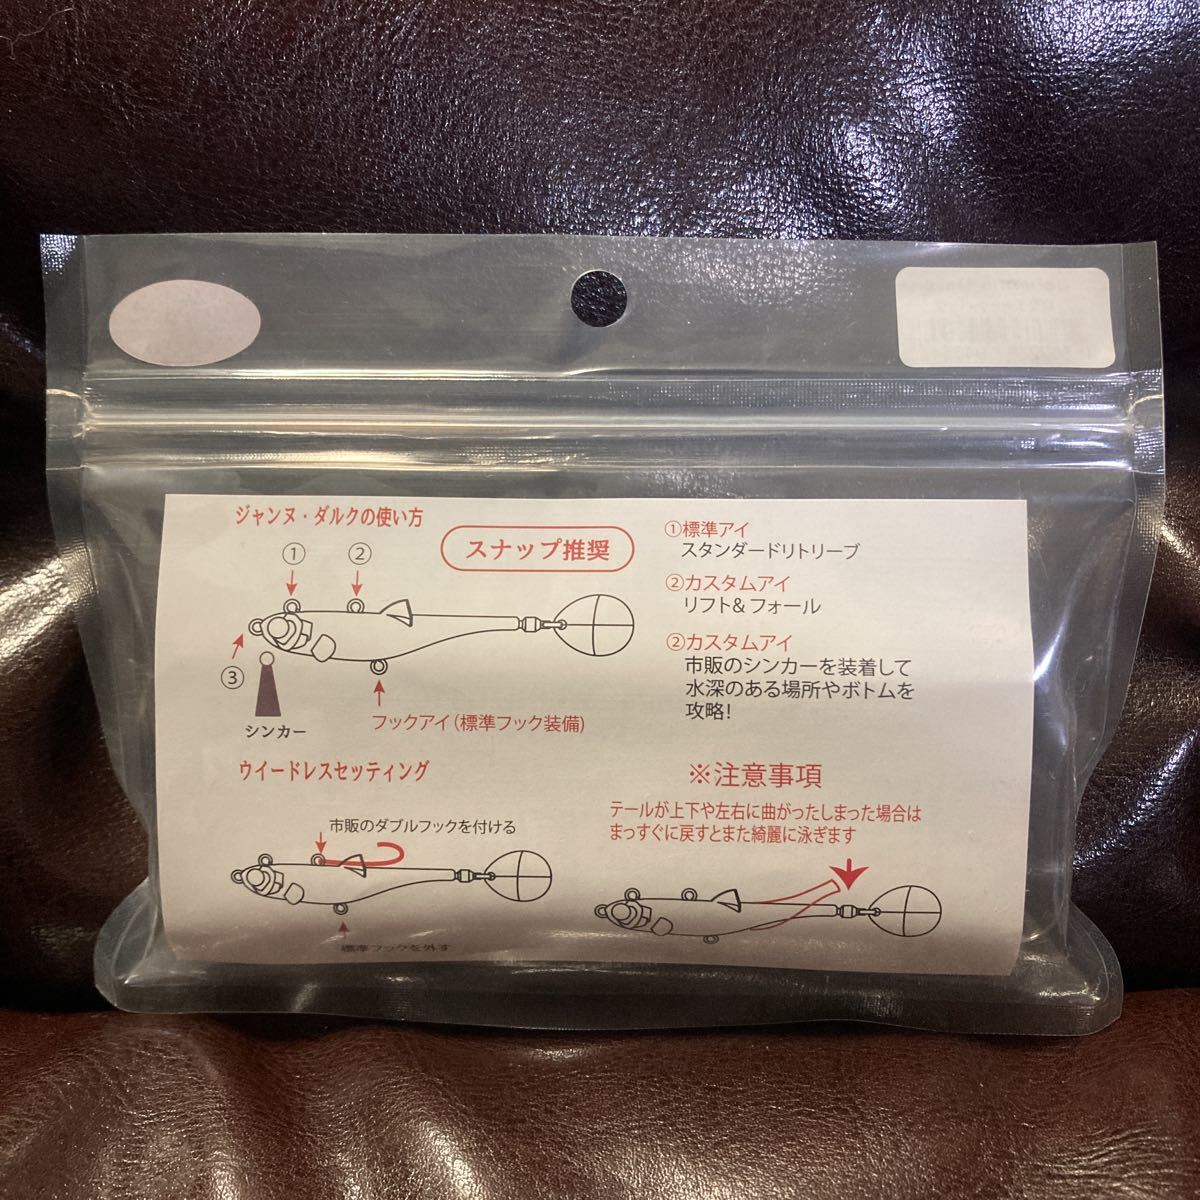 ジャンヌ・ダルクの使い方
スナップ推奨
①
②
③
シンカー
フックアイ(標準フック装備)
①標準アイ
スタンダードリトリーブ
②カスタムアイ
リフト&フォール
②カスタムアイ
市販のシンカーを装着して
水深のある場所やボトムを
攻略!
ウイードレスセッティング
市販のダブルフックを付ける
標準フックを外す
※注意事項
テールが上下や左右に曲がったしまった場合は
まっすぐに戻すとまた綺麗に泳ぎます